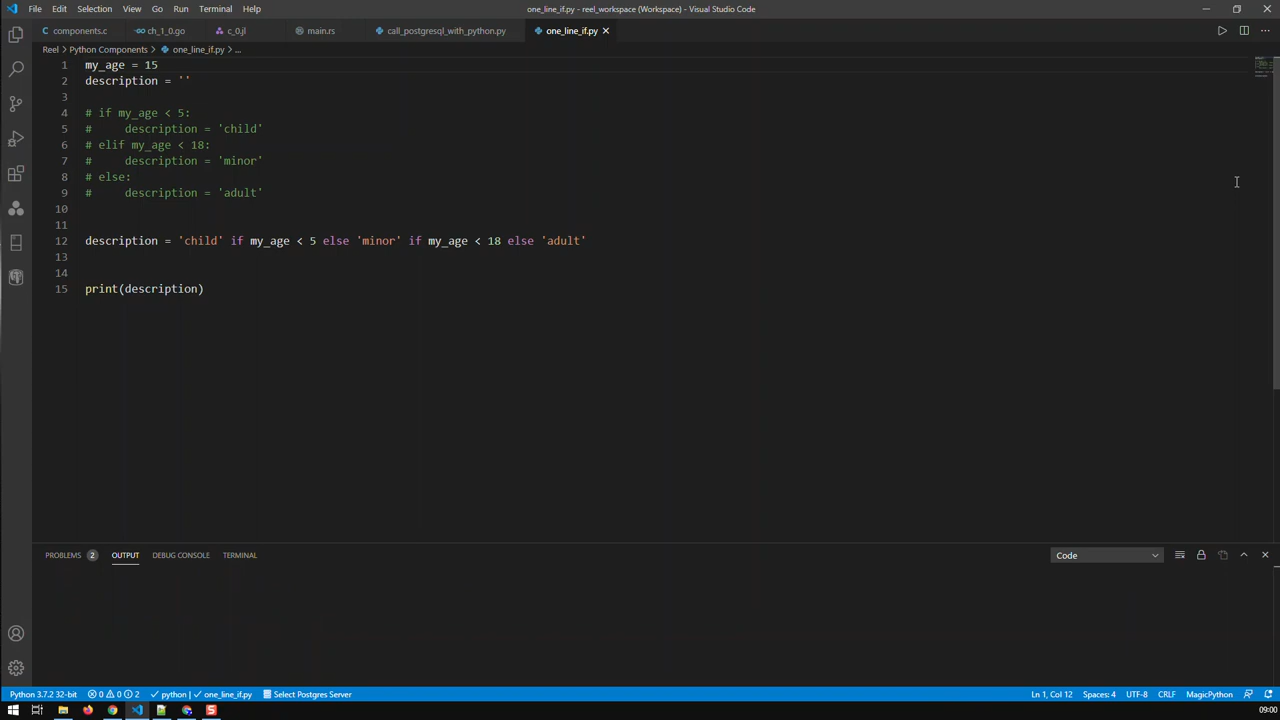 File Edit Selection View Go Run Terminal Help one_line_if.py - reel_workspace (Workspace) - Visual Studio Code
components.c ch_1_0.go c_0.jl main.rs call_postgresql_with_python.py one_line_if.py
Reel > Python Components > one_line_if.py > ...
1 my_age = 15
2 description = ''
3
4 # if my_age < 5:
5 #     description = 'child'
6 # elif my_age < 18:
7 #     description = 'minor'
8 # else:
9 #     description = 'adult'
10
11
12 description = 'child' if my_age < 5 else 'minor' if my_age < 18 else 'adult'
13
14
15 print(description)
PROBLEMS 2 OUTPUT DEBUG CONSOLE TERMINAL Code
Python 3.7.2 32-bit 0 0 2 python | one_line_if.py Select Postgres Server Ln 1, Col 12 Spaces: 4 UTF-8 CRLF MagicPython
09:00